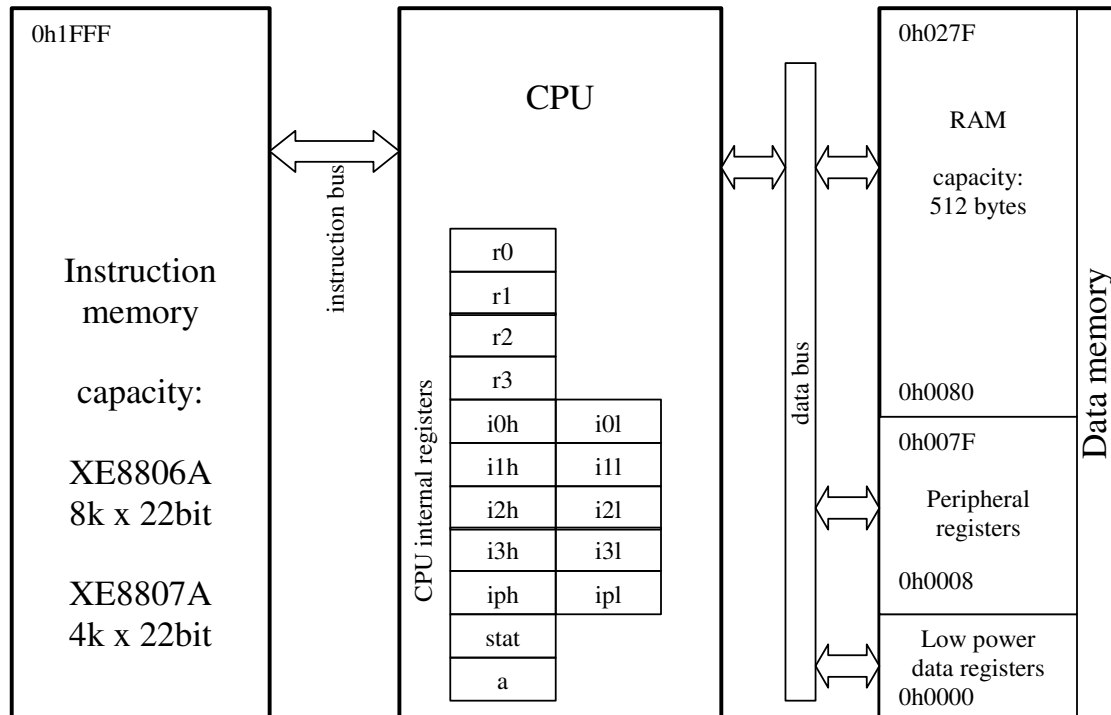 0h1FFF
Instruction
memory
capacity:
XE8806A
8k x 22bit
XE8807A
4k x 22bit
instruction bus
CPU
CPU internal registers
r0
r1
r2
r3
i0h i0l
i1h i1l
i2h i2l
i3h i3l
iph ipl
stat
a
data bus
0h027F
RAM
capacity:
512 bytes
0h0080
0h007F
Peripheral
registers
0h0008
Low power
data registers
0h0000
Data memory